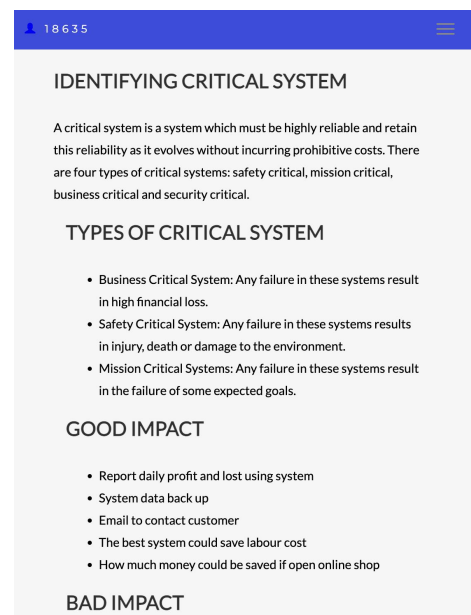 18635
IDENTIFYING CRITICAL SYSTEM
A critical system is a system which must be highly reliable and retain
this reliability as it evolves without incurring prohibitive costs. There
are four types of critical systems: safety critical, mission critical,
business critical and security critical.
TYPES OF CRITICAL SYSTEM
• Business Critical System: Any failure in these systems result
in high financial loss.
• Safety Critical System: Any failure in these systems results
in injury, death or damage to the environment.
• Mission Critical Systems: Any failure in these systems result
in the failure of some expected goals.
GOOD IMPACT
• Report daily profit and lost using system
• System data back up
• Email to contact customer
• The best system could save labour cost
• How much money could be saved if open online shop
BAD IMPACT